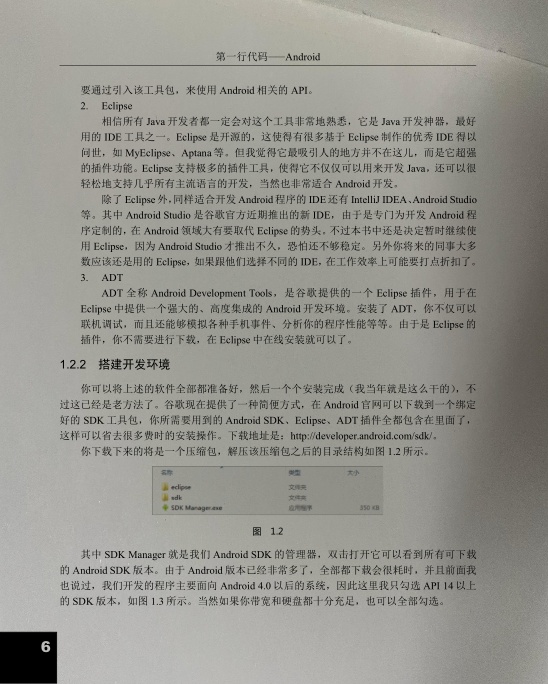 第一行代码——Android
要通过引入该工具包，来使用 Android 相关的 API。
2. Eclipse
相信所有 Java 开发者都一定会对这个工具非常地熟悉，它是 Java 开发神器，最好
用的 IDE 工具之一。Eclipse 是开源的，这使得有很多基于 Eclipse 制作的优秀 IDE 得以
问世，如 MyEclipse、Aptana 等。但我觉得它最吸引人的地方并不在这儿，而是它超强
的插件功能。Eclipse 支持极多的插件工具，使得它不仅仅可以用来开发 Java，还可以很
轻松地支持几乎所有主流语言的开发，当然也非常适合 Android 开发。
除了 Eclipse 外，同样适合开发 Android 程序的 IDE 还有 IntelliJ IDEA、Android Studio
等。其中 Android Studio 是谷歌官方近期推出的新 IDE，由于是专门为开发 Android 程
序定制的，在 Android 领域大有要取代 Eclipse 的势头。不过本书中还是决定暂时继续使
用 Eclipse，因为 Android Studio 才推出不久，恐怕还不够稳定。另外你将来的同事大多
数应该还是用的 Eclipse，如果跟他们选择不同的 IDE，在工作效率上可能要打点折扣了。
3. ADT
ADT 全称 Android Development Tools，是谷歌提供的一个 Eclipse 插件，用于在
Eclipse 中提供一个强大的、高度集成的 Android 开发环境。安装了 ADT，你不仅可以
联机调试，而且还能够模拟各种手机事件、分析你的程序性能等等。由于是 Eclipse 的
插件，你不需要进行下载，在 Eclipse 中在线安装就可以了。
1.2.2 搭建开发环境
你可以将上述的软件全部都准备好，然后一个个安装完成（我当年就是这么干的），不
过这已经是老方法了。谷歌现在提供了一种简便方式，在 Android 官网可以下载到一个绑定
好的 SDK 工具包，你所需要用到的 Android SDK、Eclipse、ADT 插件全都包含在里面了，
这样可以省去很多费时的安装操作。下载地址是：http://developer.android.com/sdk/。
你下载下来的将是一个压缩包，解压该压缩包之后的目录结构如图 1.2 所示。
名称 类型 大小
eclipse 文件夹
sdk 文件夹
SDK Manager.exe 应用程序 350 KB
图 1.2
其中 SDK Manager 就是我们 Android SDK 的管理器，双击打开它可以看到所有可下载
的 Android SDK 版本。由于 Android 版本已经非常多了，全部都下载会很耗时，并且前面我
也说过，我们开发的程序主要面向 Android 4.0 以后的系统，因此这里我只勾选 API 14 以上
的 SDK 版本，如图 1.3 所示。当然如果你带宽和硬盘都十分充足，也可以全部勾选。
6